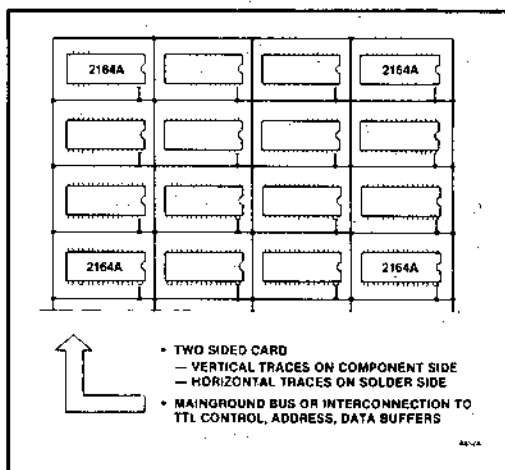 2164A 2164A
2164A 2164A
• TWO SIDED CARD
— VERTICAL TRACES ON COMPONENT SIDE
— HORIZONTAL TRACES ON SOLDER SIDE
• MAINGROUND BUS OR INTERCONNECTION TO
TTL CONTROL, ADDRESS, DATA BUFFERS